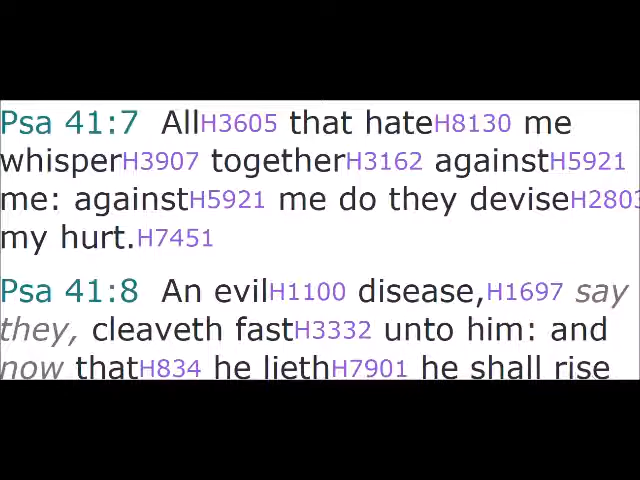 Psa 41:7 AllH3605 that hateH8130 me
whisperH3907 togetherH3162 againstH5921
me: againstH5921 me do they deviseH2803
my hurt.H7451
Psa 41:8 An evilH1100 disease,H1697 say
they, cleaveth fastH3332 unto him: and
now thatH834 he liethH7901 he shall rise